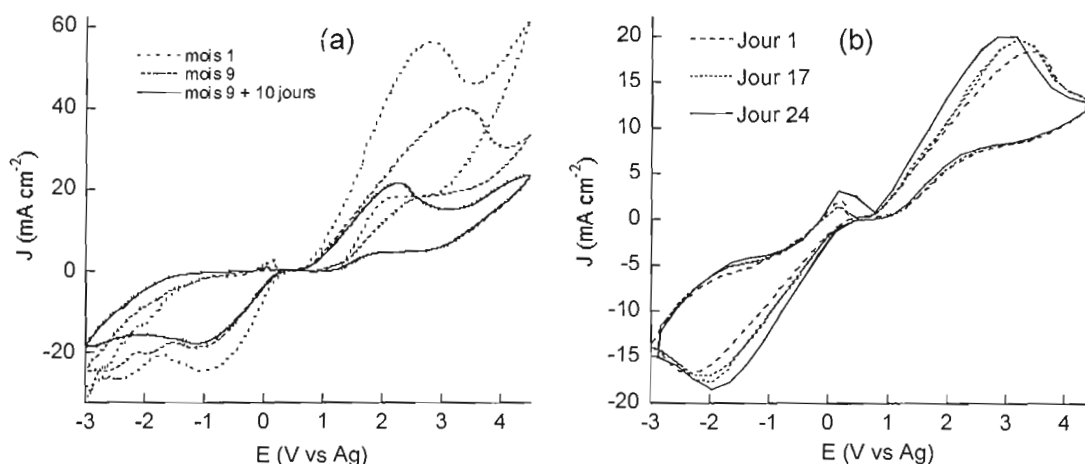 (a)
mois 1
mois 9
mois 9 + 10 jours
60
40
20
0
-20
J (mA cm⁻²)
-3 -2 -1 0 1 2 3 4
E (V vs Ag)
(b)
Jour 1
Jour 17
Jour 24
20
15
10
5
0
-5
-10
-15
-20
J (mA cm⁻²)
-3 -2 -1 0 1 2 3 4
E (V vs Ag)